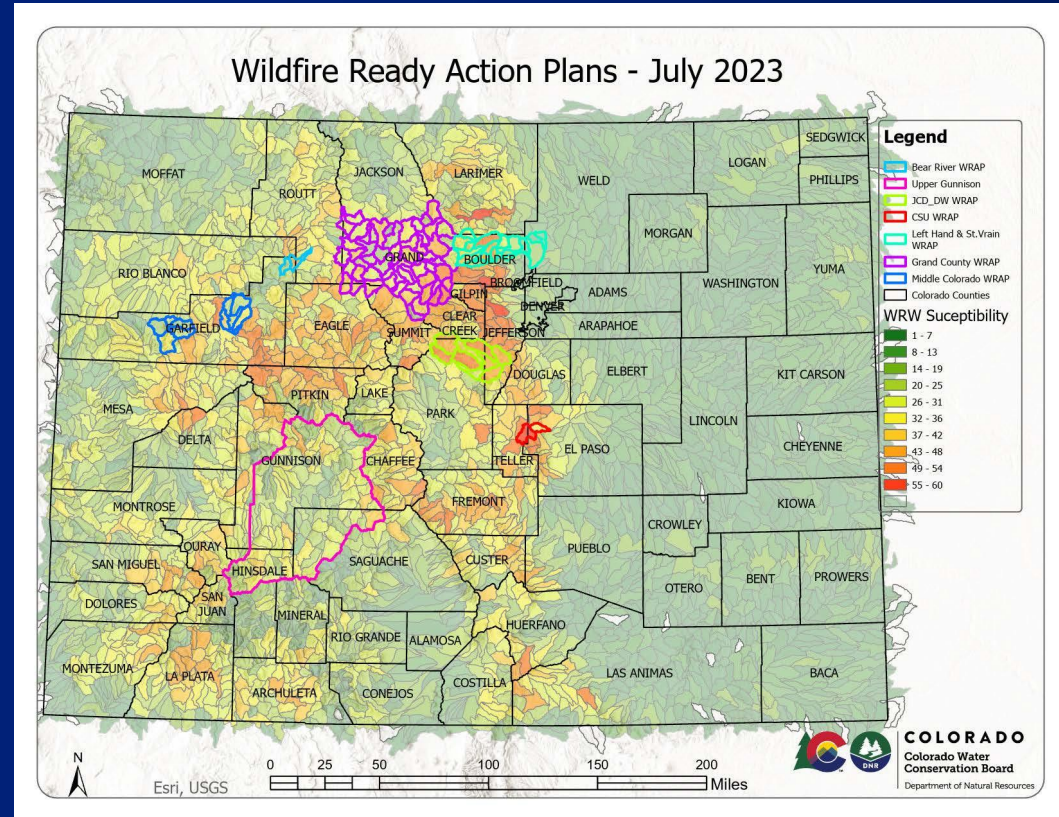 Wildfire Ready Action Plans - July 2023
SEDGWICK
LOGAN
MOFFAT
JACKSON
LARIMER
WELD
PHILLIPS
ROUTT
MORGAN
GRAND
BOULDER
YUMA
RIO BLANCO
WASHINGTON
BROOMFIELD
GILPIN
ADAMS
DENVER
GARFIELD
EAGLE
CLEAR
CREEK
SUMMIT
JEFFERSON
ARAPAHOE
DOUGLAS
ELBERT
KIT CARSON
PITKIN
LAKE
MESA
PARK
LINCOLN
DELTA
CHEYENNE
GUNNISON
CHAFFEE
TELLER
EL PASO
FREMONT
KIOWA
MONTROSE
CROWLEY
OURAY
SAN MIGUEL
HINSDALE
SAGUACHE
CUSTER
PUEBLO
OTERO
BENT
PROWERS
DOLORES
SAN
JUAN
MINERAL
RIO GRANDE
ALAMOSA
HUERFANO
MONTEZUMA
LA PLATA
ARCHULETA
CONEJOS
COSTILLA
LAS ANIMAS
BACA
Legend
Bear River WRAP
Upper Gunnison
JCD_DW WRAP
CSU WRAP
Left Hand & St.Vrain
WRAP
Grand County WRAP
Middle Colorado WRAP
Colorado Counties
WRW Suceptibility
1 - 7
8 - 13
14 - 19
20 - 25
26 - 31
32 - 36
37 - 42
43 - 48
49 - 54
55 - 60
N
Esri, USGS
0 25 50 100 150 200
Miles
DNR
COLORADO
Colorado Water
Conservation Board
Department of Natural Resources